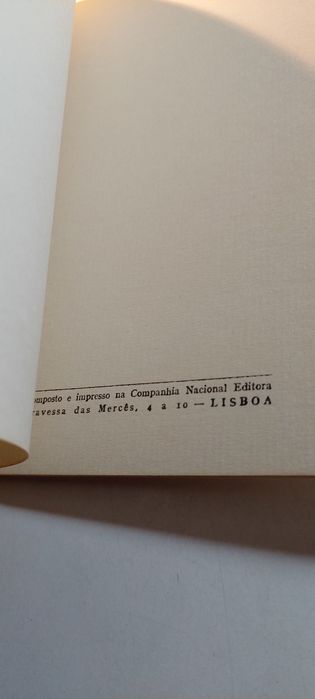 omposto e impresso na Companhia Nacional Editora
ravessa das Mercês, 4 a 10 — LISBOA